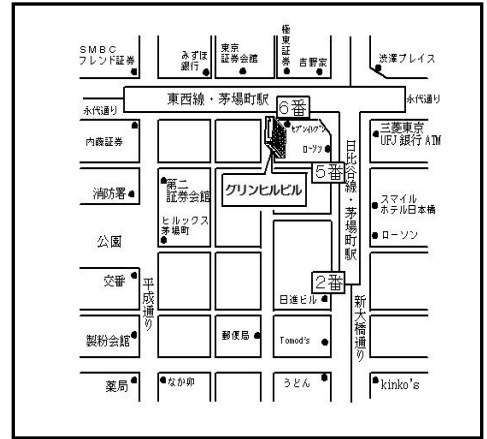 SMBC
フレンド証券
みずほ
銀行
東京
証券会館
極東証券
吉野家
渋澤プレイス
永代通り
東西線・茅場町駅
永代通り
6番
内藤証券
セブンイレブン
ローソン
三菱東京
UFJ銀行ATM
日比谷線・茅場町駅
5番
消防署
第二
証券会館
グリンヒルビル
スマイル
ホテル日本橋
ヒルックス
茅場町
ローソン
公園
交番
平成通り
2番
日進ビル
新大橋通り
製粉会館
郵便局
Tomod's
薬局
なか卯
うどん
kinko's